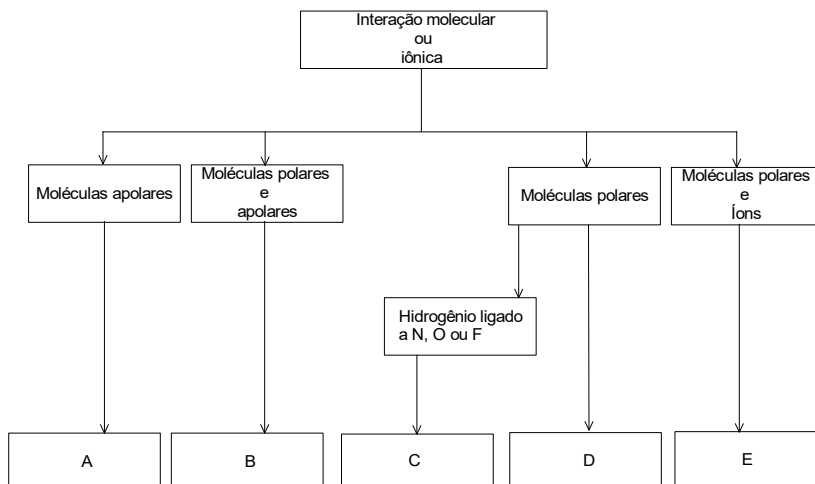 Interação molecular
ou
iônica
Moléculas apolares
Moléculas polares
e
apolares
Moléculas polares
Moléculas polares
e
Íons
Hidrogênio ligado
a N, O ou F
A
B
C
D
E